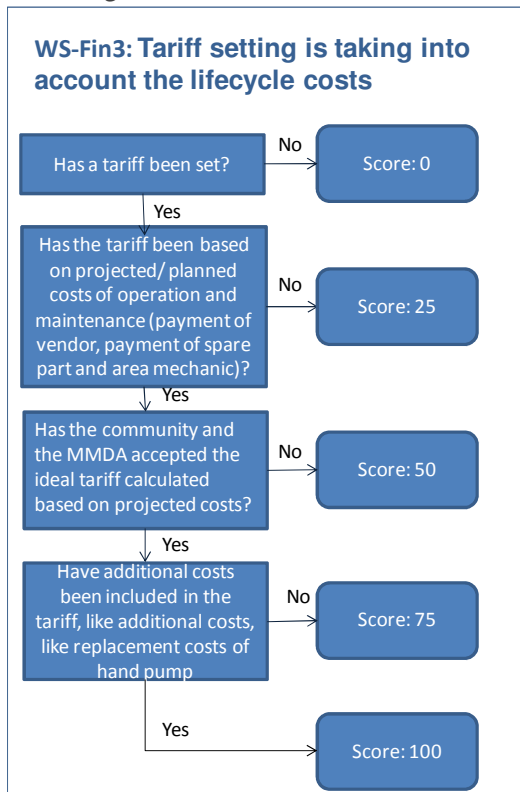 WS-Fin3: Tariff setting is taking into
account the lifecycle costs
Has a tariff been set?
No
Score: 0
Yes
Has the tariff been based
on projected/ planned
costs of operation and
maintenance (payment of
vendor, payment of spare
part and area mechanic)?
No
Score: 25
Yes
Has the community and
the MMDA accepted the
ideal tariff calculated
based on projected costs?
No
Score: 50
Yes
Have additional costs
been included in the
tariff, like additional costs,
like replacement costs of
hand pump
No
Score: 75
Yes
Score: 100